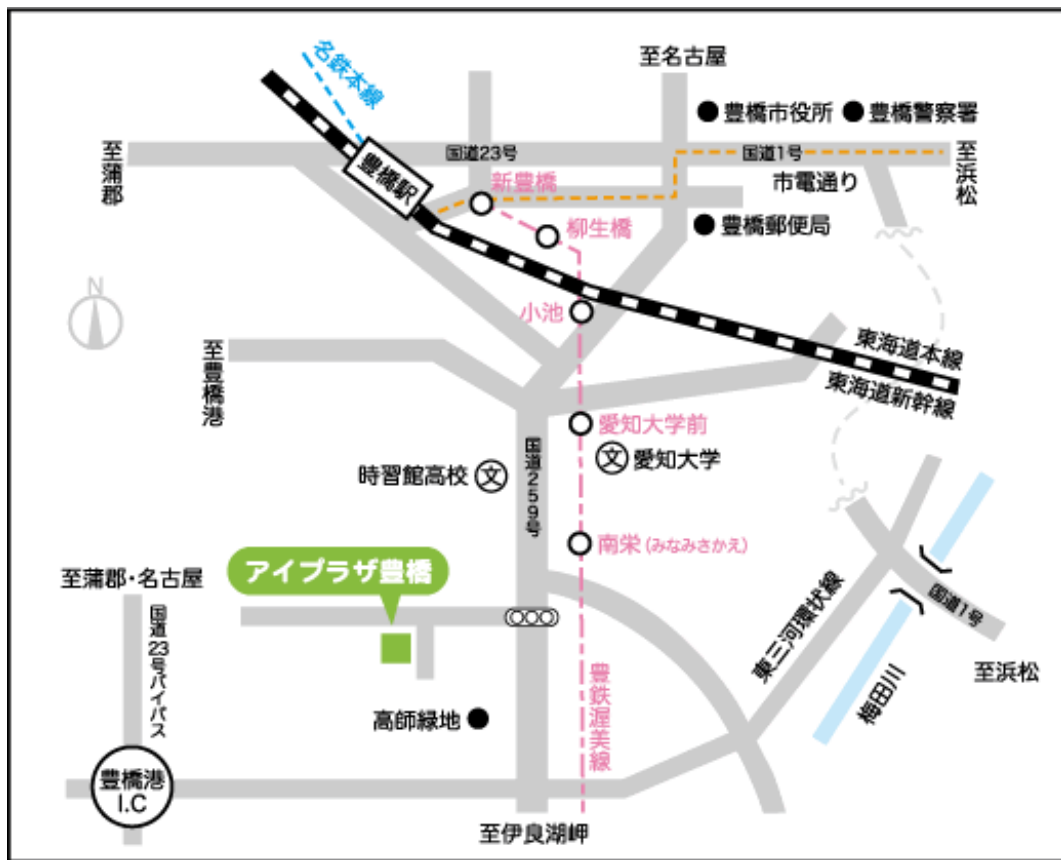 名鉄本線
至名古屋
豊橋市役所
豊橋警察署
至蒲郡
豊橋駅
国道23号
国道1号
至浜松
市電通り
新豊橋
柳生橋
豊橋郵便局
N
小池
東海道本線
東海道新幹線
至豊橋港
愛知大学前
文 愛知大学
時習館高校 文
国道259号
南栄(みなみさかえ)
アイプラザ豊橋
至蒲郡・名古屋
国道23号バイパス
東三河環状線
国道1号
至浜松
梅田川
豊鉄渥美線
高師緑地
豊橋港
I.C
至伊良湖岬